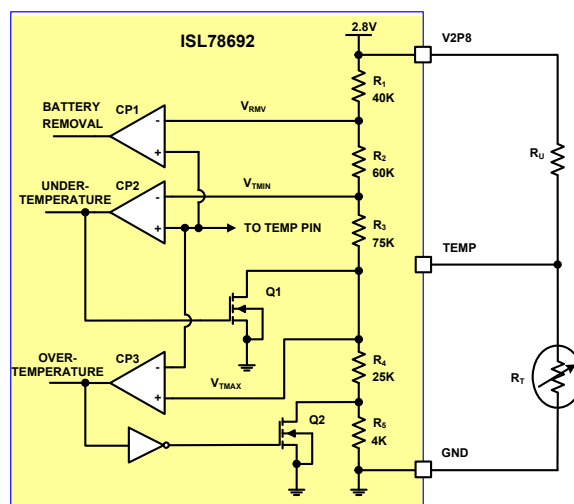 ISL78692
2.8V
V2P8
R1
40K
BATTERY
REMOVAL
CP1
VRMV
-
+
R2
60K
RU
UNDER-
TEMPERATURE
CP2
VTMIN
-
+
TO TEMP PIN
R3
75K
TEMP
Q1
OVER-
TEMPERATURE
CP3
-
+
VTMAX
R4
25K
RT
Q2
R5
4K
GND